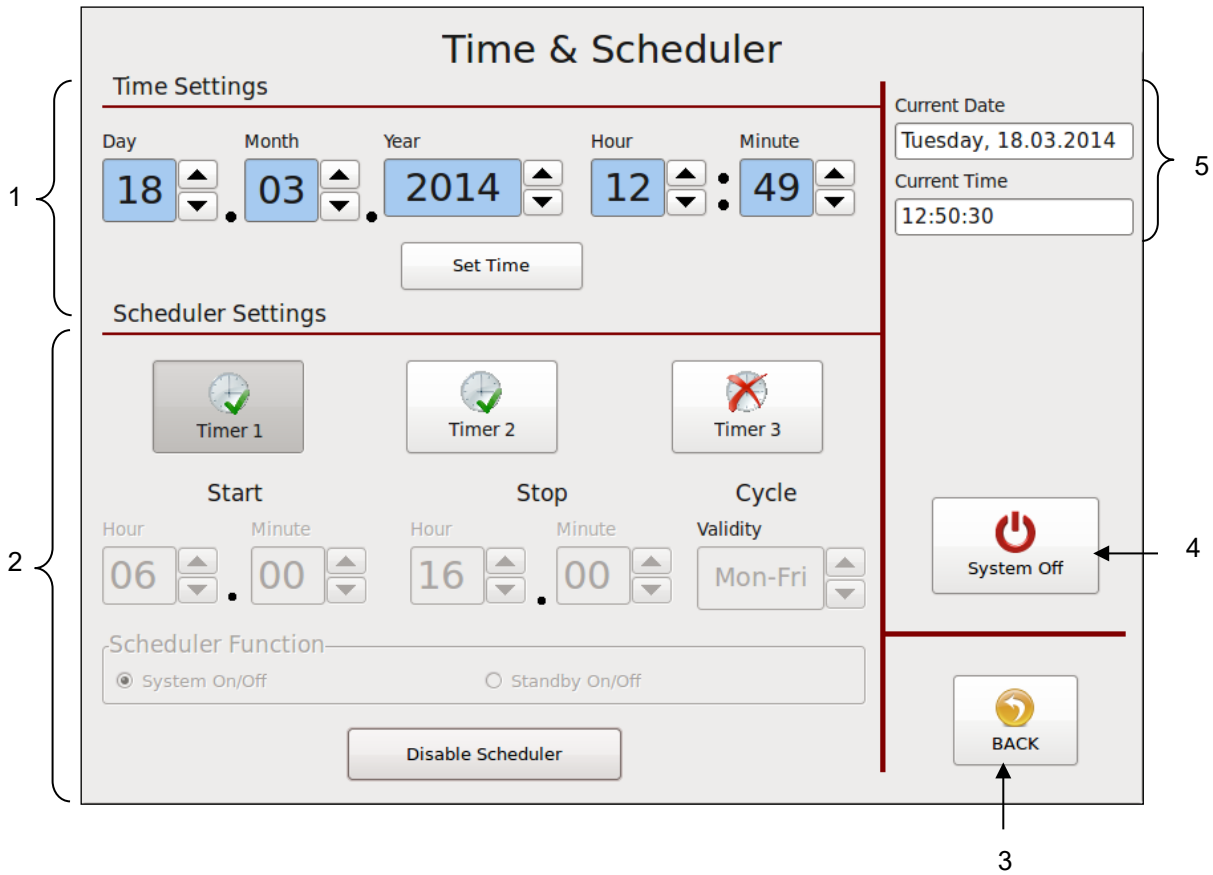 Time & Scheduler
Time Settings
Day Month Year Hour Minute
18 . 03 . 2014 12 : 49
Set Time
Current Date
Tuesday, 18.03.2014
Current Time
12:50:30
1
5
Scheduler Settings
Timer 1 Timer 2 Timer 3
Start Stop Cycle
Hour Minute Hour Minute Validity
06 . 00 16 . 00 Mon-Fri
Scheduler Function
System On/Off Standby On/Off
Disable Scheduler
2
System Off
4
BACK
3